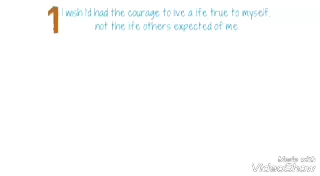 1 I wish I'd had the courage to live a life true to myself,
not the life others expected of me
Made with
VideoShow